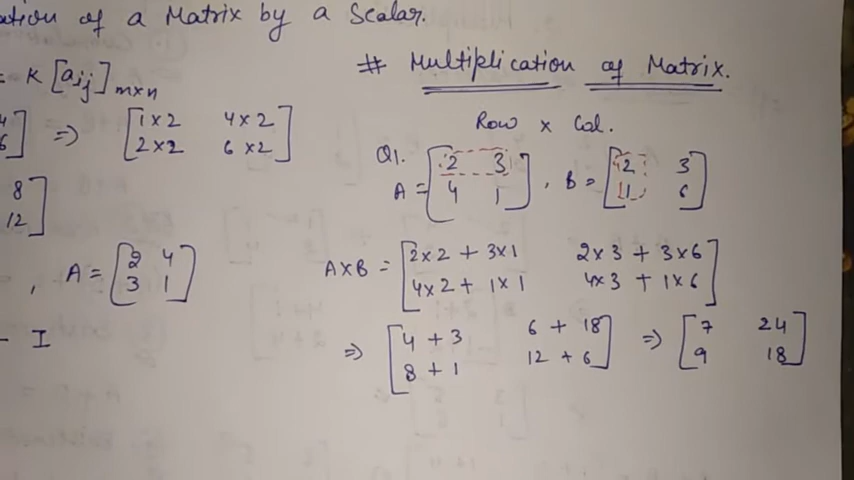 ation of a Matrix by a Scalar.
= K [aij] m×n
4
6 ] => [ 1×2 4×2
2×2 6×2 ]
8
12 ]
, A = [ 2 4
3 1 ]
- I
# Multiplication of Matrix.
Row × Col.
Q1.
A = [ 2 3
4 1 ] , B = [ 2 3
1 6 ]
A×B = [ 2×2 + 3×1 2×3 + 3×6
4×2 + 1×1 4×3 + 1×6 ]
=> [ 4 + 3 6 + 18
8 + 1 12 + 6 ] => [ 7 24
9 18 ]